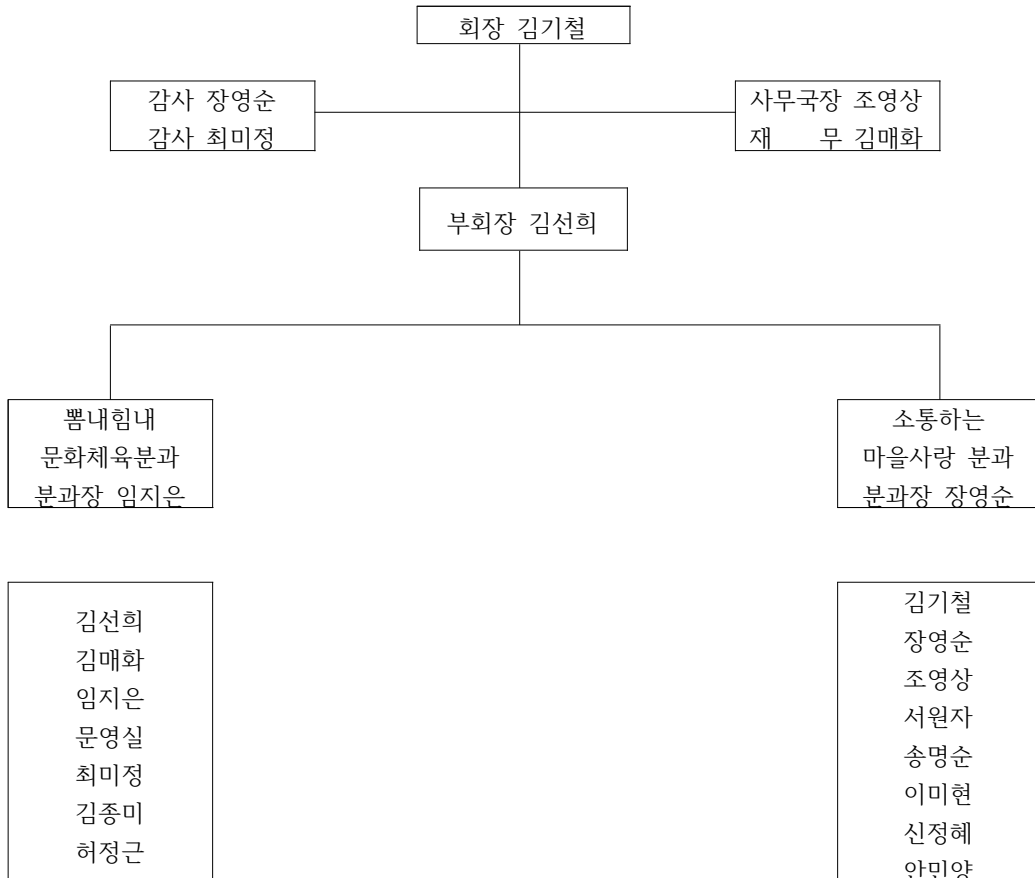 회장 김기철
감사 장영순
감사 최미정
사무국장 조영상
재 무 김매화
부회장 김선희
뽐내힘내
문화체육분과
분과장 임지은
소통하는
마을사랑 분과
분과장 장영순
김선희
김매화
임지은
문영실
최미정
김종미
허정근
김기철
장영순
조영상
서원자
송명순
이미현
신정혜
안민양